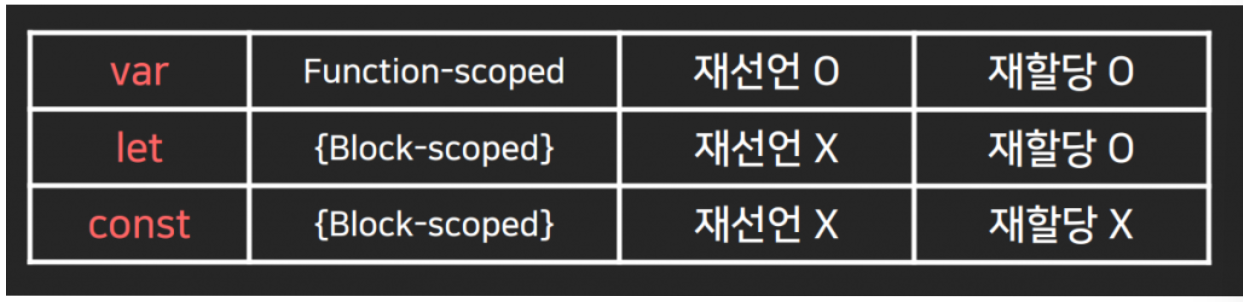 var Function-scoped 재선언 O 재할당 O
let {Block-scoped} 재선언 X 재할당 O
const {Block-scoped} 재선언 X 재할당 X